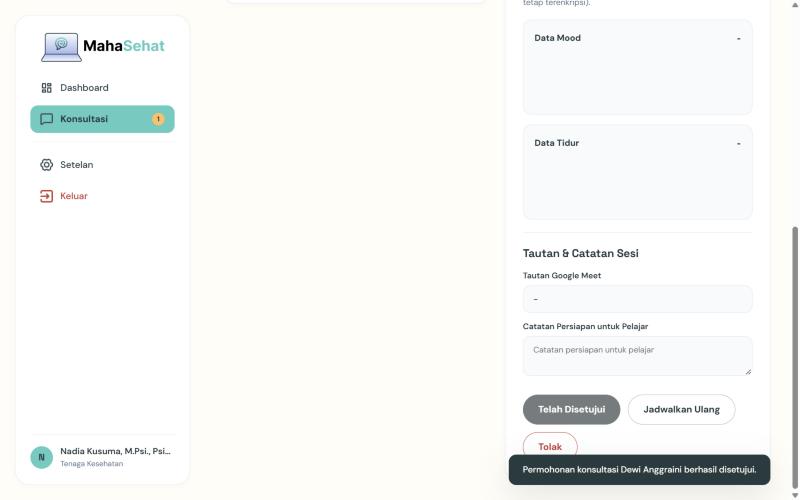 MahaSehat
Dashboard
Konsultasi 1
Setelan
Keluar
N
Nadia Kusuma, M.Psi., Psi...
Tenaga Kesehatan
tetap terenkripsi).
Data Mood -
Data Tidur -
Tautan & Catatan Sesi
Tautan Google Meet
-
Catatan Persiapan untuk Pelajar
Catatan persiapan untuk pelajar
Telah Disetujui
Jadwalkan Ulang
Tolak
Permohonan konsultasi Dewi Anggraini berhasil disetujui.